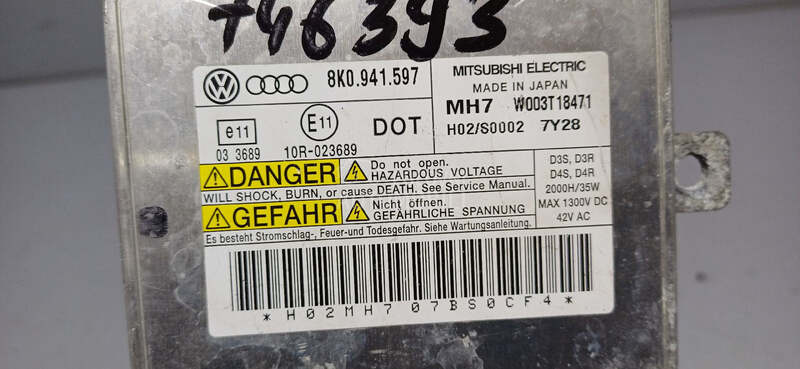 746393
8K0.941.597
MITSUBISHI ELECTRIC
MADE IN JAPAN
MH7 W003T18471
H02/S0002 7Y28
e11
03 3689
E11
10R-023689
DOT
DANGER
Do not open.
HAZARDOUS VOLTAGE
WILL SHOCK, BURN, or cause DEATH. See Service Manual.
GEFAHR
Nicht öffnen.
GEFÄHRLICHE SPANNUNG
Es besteht Stromschlag-, Feuer-und Todesgefahr. Siehe Wartungsanleitung.
D3S, D3R
D4S, D4R
2000H/35W
MAX 1300V DC
42V AC
*H02MH707BS0CF4*